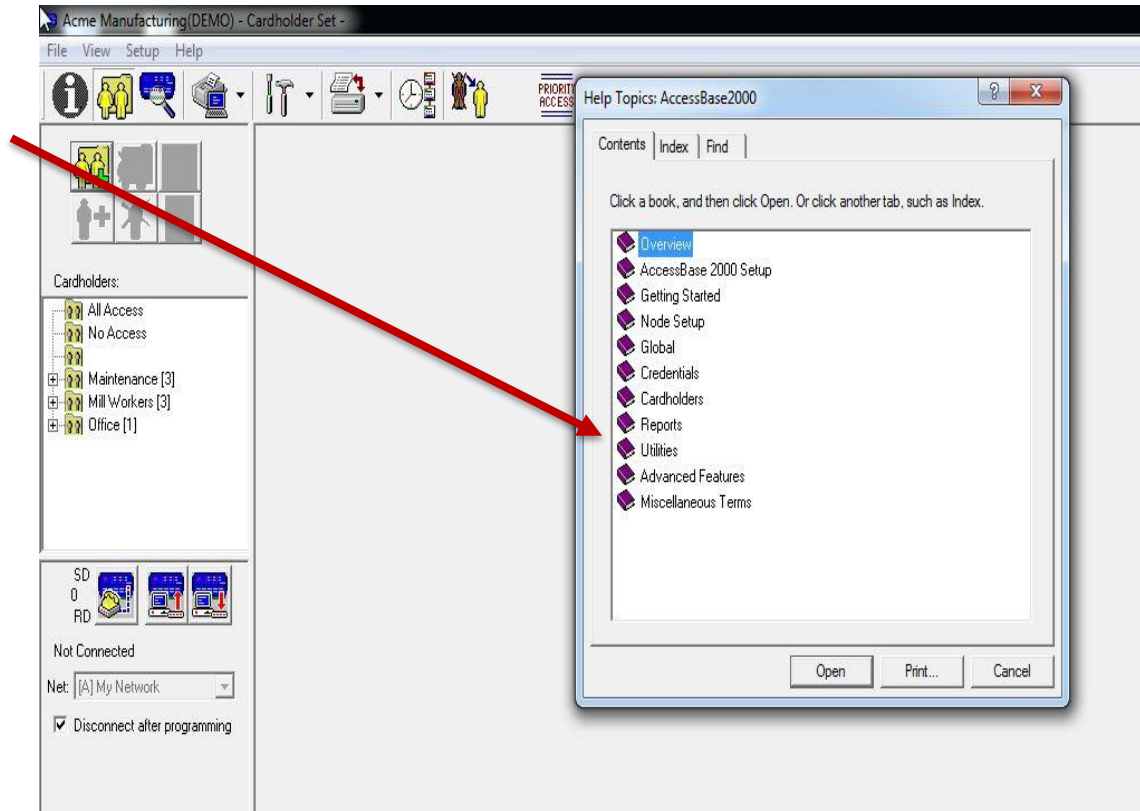 Acme Manufacturing(DEMO) - Cardholder Set -
File View Setup Help
PRIORIT
ACCESS
Help Topics: AccessBase2000
Contents Index Find
Click a book, and then click Open. Or click another tab, such as Index.
Overview
AccessBase 2000 Setup
Getting Started
Node Setup
Global
Credentials
Cardholders
Reports
Utilities
Advanced Features
Miscellaneous Terms
Open Print... Cancel
Cardholders:
All Access
No Access
Maintenance [3]
Mill Workers [3]
Office [1]
SD
0
RD
Not Connected
Net: [A] My Network
Disconnect after programming